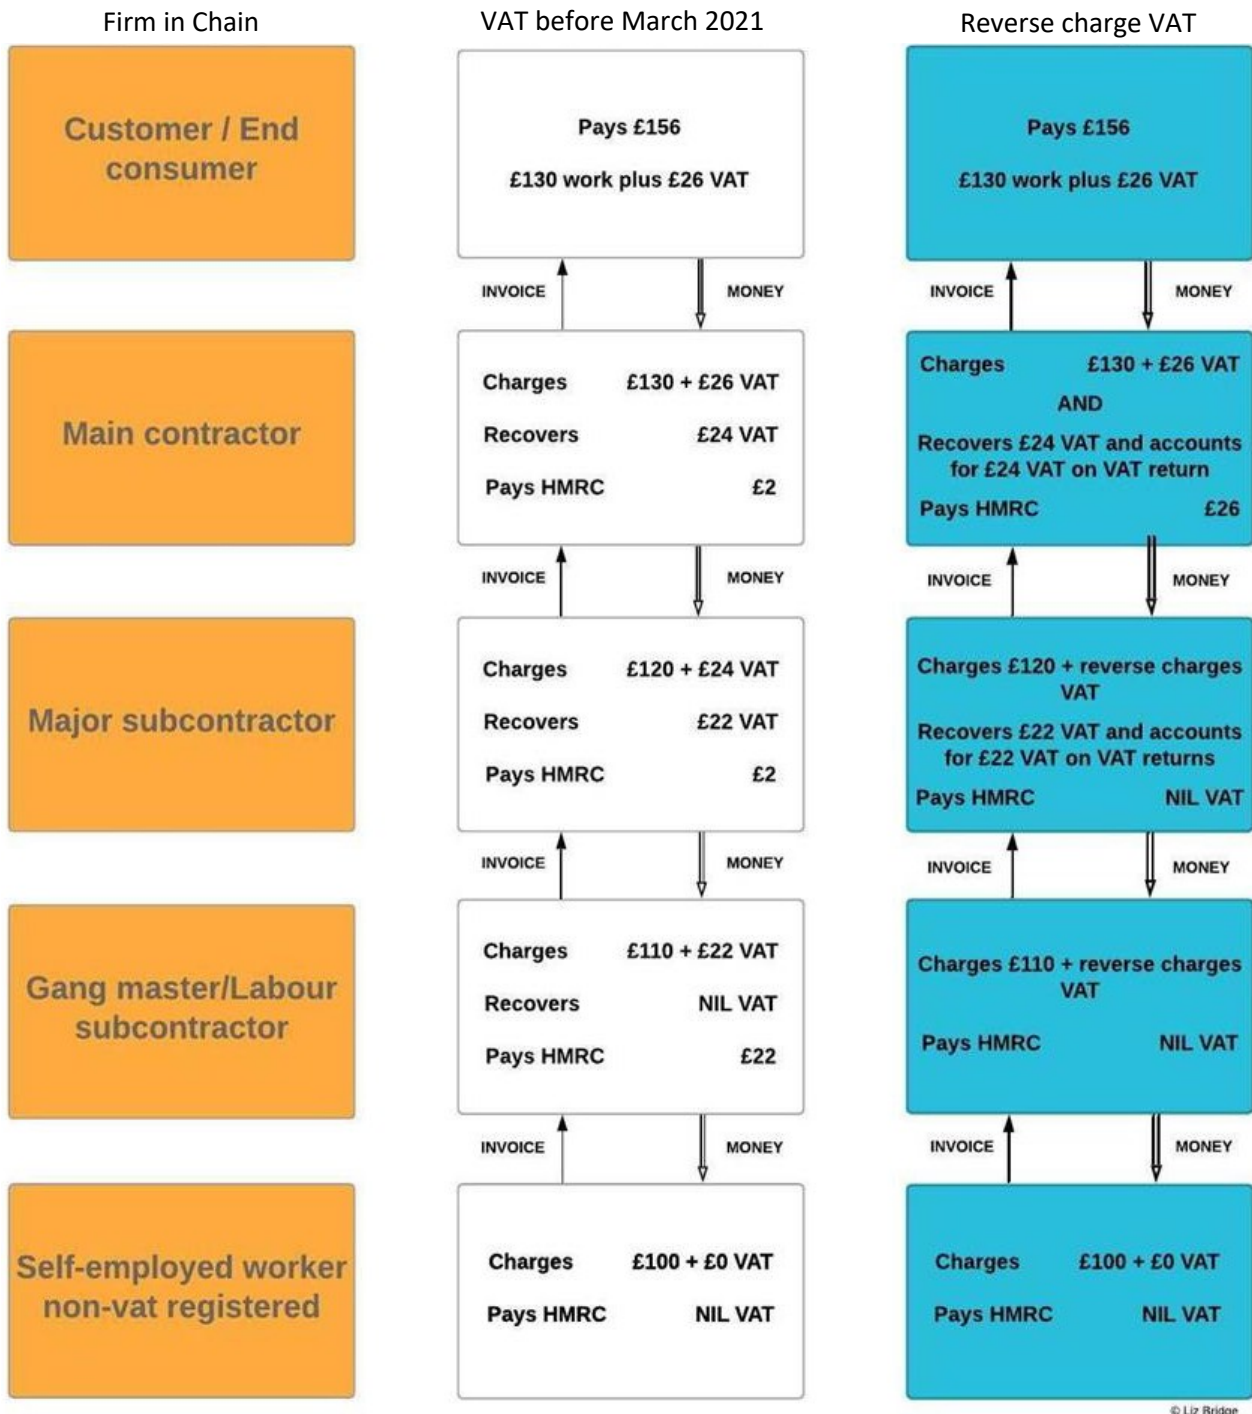 Firm in Chain
VAT before March 2021
Reverse charge VAT
Customer / End
consumer
Pays £156
£130 work plus £26 VAT
Pays £156
£130 work plus £26 VAT
INVOICE
MONEY
INVOICE
MONEY
Main contractor
Charges £130 + £26 VAT
Recovers £24 VAT
Pays HMRC £2
Charges £130 + £26 VAT
AND
Recovers £24 VAT and accounts
for £24 VAT on VAT return
Pays HMRC £26
INVOICE
MONEY
INVOICE
MONEY
Major subcontractor
Charges £120 + £24 VAT
Recovers £22 VAT
Pays HMRC £2
Charges £120 + reverse charges
VAT
Recovers £22 VAT and accounts
for £22 VAT on VAT returns
Pays HMRC NIL VAT
INVOICE
MONEY
INVOICE
MONEY
Gang master/Labour
subcontractor
Charges £110 + £22 VAT
Recovers NIL VAT
Pays HMRC £22
Charges £110 + reverse charges
VAT
Pays HMRC NIL VAT
INVOICE
MONEY
INVOICE
MONEY
Self-employed worker
non-vat registered
Charges £100 + £0 VAT
Pays HMRC NIL VAT
Charges £100 + £0 VAT
Pays HMRC NIL VAT
© Liz Bridge